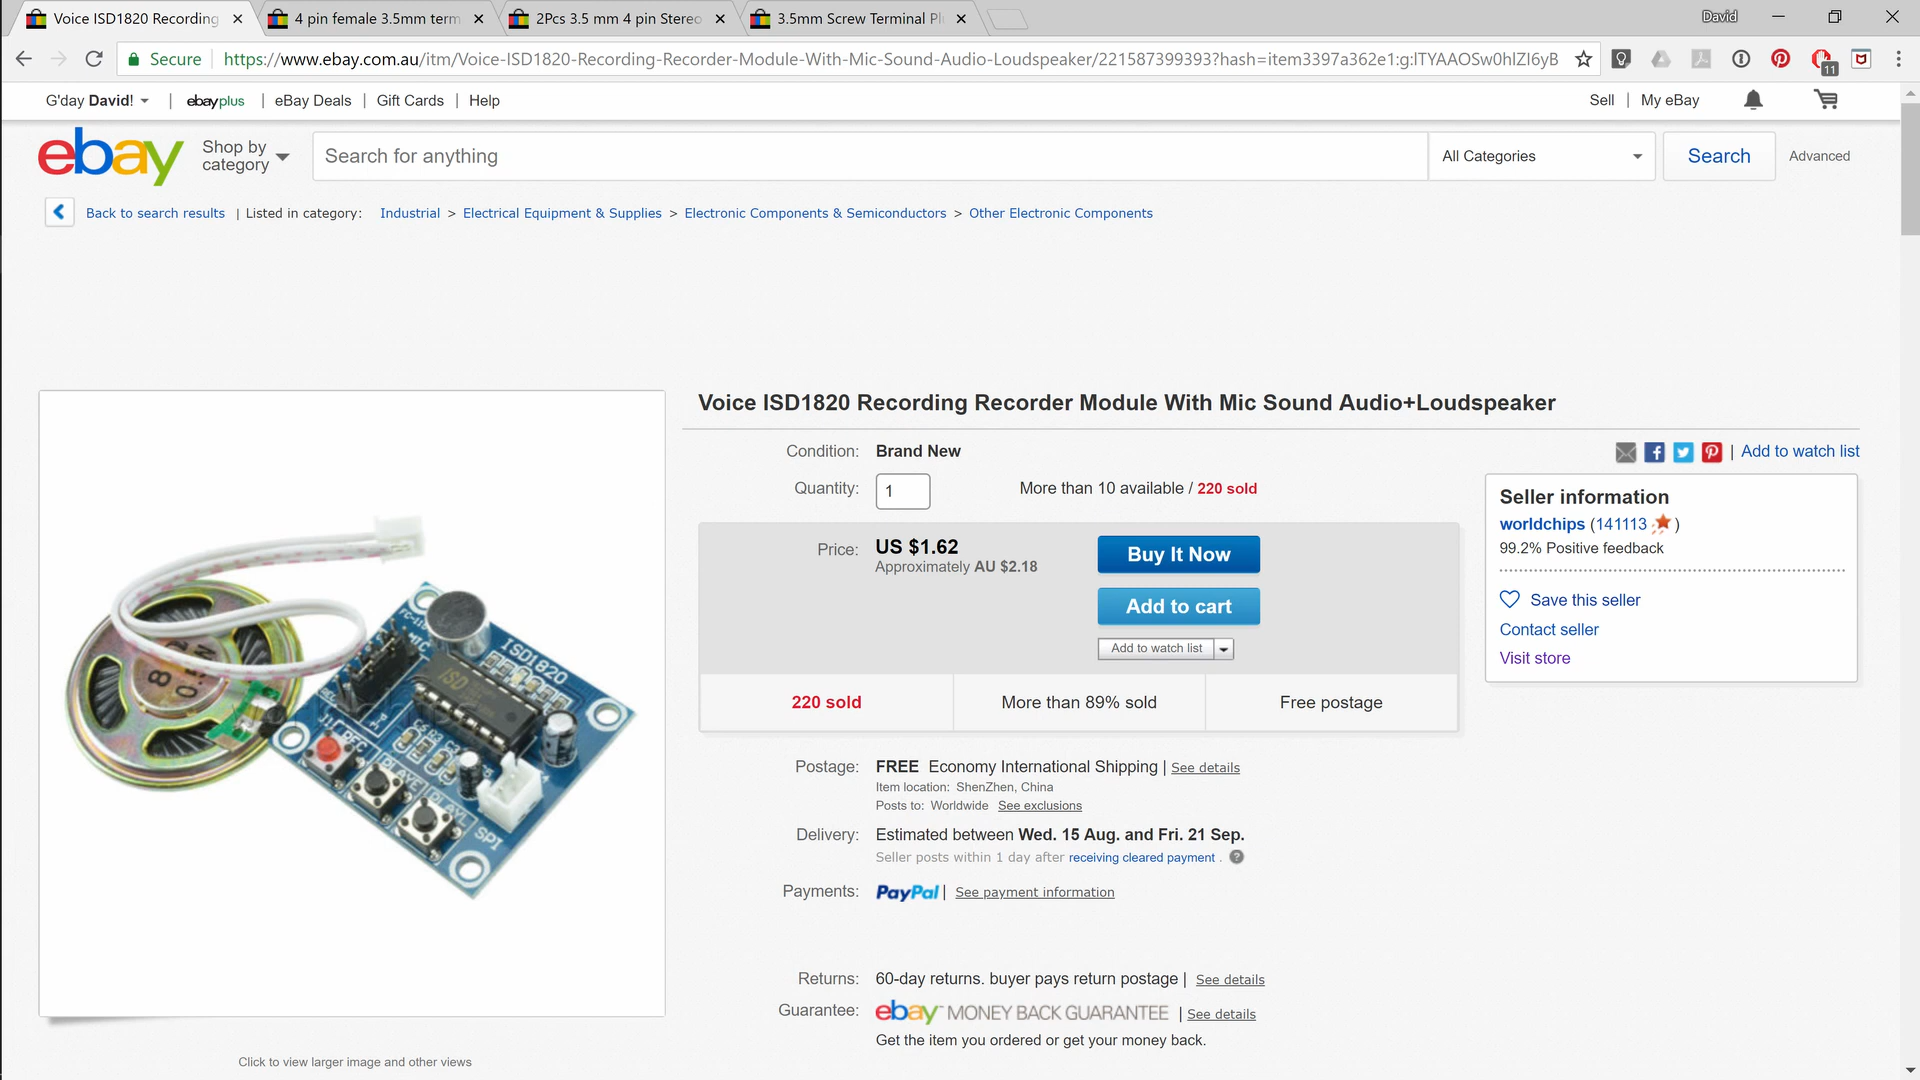 Voice ISD1820 Recording
4 pin female 3.5mm term
2Pcs 3.5 mm 4 pin Stereo
3.5mm Screw Terminal Pl
David
Secure
https://www.ebay.com.au/itm/Voice-ISD1820-Recording-Recorder-Module-With-Mic-Sound-Audio-Loudspeaker/221587399393?hash=item3397a362e1:g:lTYAAOSw0hlZI6yB
11
G'day David! | ebayplus | eBay Deals | Gift Cards | Help
Sell | My eBay
ebay
Shop by
category
Search for anything
All Categories
Search
Advanced
Back to search results | Listed in category: Industrial > Electrical Equipment & Supplies > Electronic Components & Semiconductors > Other Electronic Components
Voice ISD1820 Recording Recorder Module With Mic Sound Audio+Loudspeaker
Condition: Brand New
| Add to watch list
Quantity: 1
More than 10 available / 220 sold
Price: US $1.62
Approximately AU $2.18
Buy It Now
Add to cart
Add to watch list
220 sold
More than 89% sold
Free postage
Seller information
worldchips (141113 )
99.2% Positive feedback
Save this seller
Contact seller
Visit store
Postage: FREE Economy International Shipping | See details
Item location: ShenZhen, China
Posts to: Worldwide See exclusions
Delivery: Estimated between Wed. 15 Aug. and Fri. 21 Sep.
Seller posts within 1 day after receiving cleared payment . ?
Payments: PayPal | See payment information
Returns: 60-day returns. buyer pays return postage | See details
Guarantee: ebay MONEY BACK GUARANTEE | See details
Get the item you ordered or get your money back.
ISD1820
ISD
REC
PLAYE
PLAYL
SP1
8
0.5W
Click to view larger image and other views